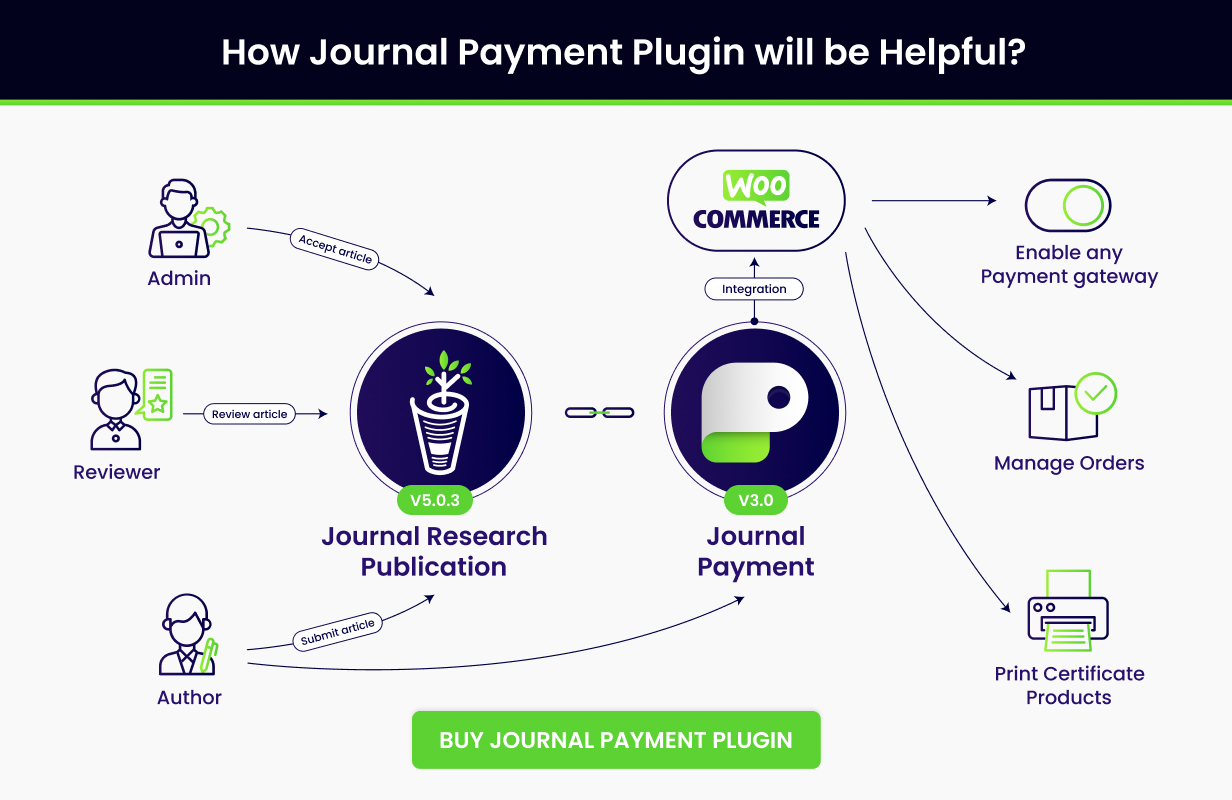 How Journal Payment Plugin will be Helpful?
Admin
Accept article
Reviewer
Review article
Author
Submit article
V5.0.3
Journal Research
Publication
WOO
COMMERCE
Integration
V3.0
Journal
Payment
Enable any
Payment gateway
Manage Orders
Print Certificate
Products
BUY JOURNAL PAYMENT PLUGIN